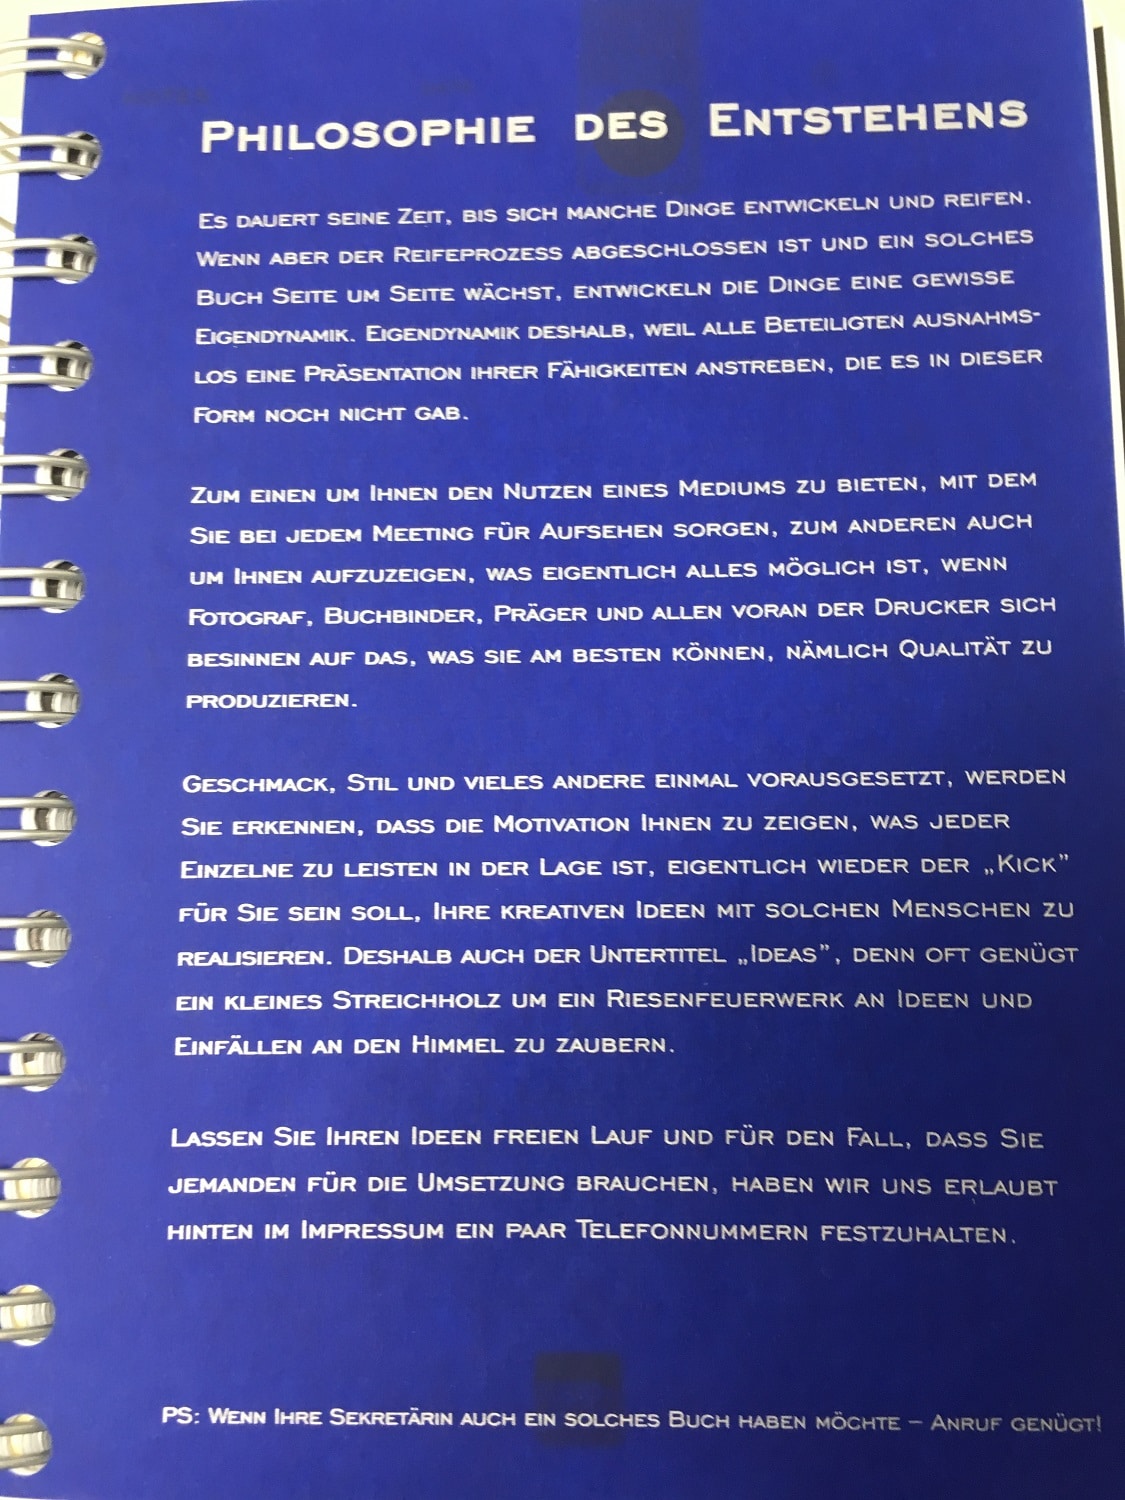 Philosophie des Entstehens
Es dauert seine Zeit, bis sich manche Dinge entwickeln und reifen.
Wenn aber der Reifeprozess abgeschlossen ist und ein solches
Buch Seite um Seite wächst, entwickeln die Dinge eine gewisse
Eigendynamik. Eigendynamik deshalb, weil alle Beteiligten ausnahms-
los eine Präsentation ihrer Fähigkeiten anstreben, die es in dieser
Form noch nicht gab.
Zum einen um Ihnen den Nutzen eines Mediums zu bieten, mit dem
Sie bei jedem Meeting für Aufsehen sorgen, zum anderen auch
um Ihnen aufzuzeigen, was eigentlich alles möglich ist, wenn
Fotograf, Buchbinder, Präger und allen voran der Drucker sich
besinnen auf das, was sie am besten können, nämlich Qualität zu
produzieren.
Geschmack, Stil und vieles andere einmal vorausgesetzt, werden
Sie erkennen, dass die Motivation Ihnen zu zeigen, was jeder
Einzelne zu leisten in der Lage ist, eigentlich wieder der „Kick”
für Sie sein soll, Ihre kreativen Ideen mit solchen Menschen zu
realisieren. Deshalb auch der Untertitel „Ideas”, denn oft genügt
ein kleines Streichholz um ein Riesenfeuerwerk an Ideen und
Einfällen an den Himmel zu zaubern.
Lassen Sie Ihren Ideen freien Lauf und für den Fall, dass Sie
jemanden für die Umsetzung brauchen, haben wir uns erlaubt
hinten im Impressum ein paar Telefonnummern festzuhalten.
PS: Wenn Ihre Sekretärin auch ein solches Buch haben möchte – Anruf genügt!